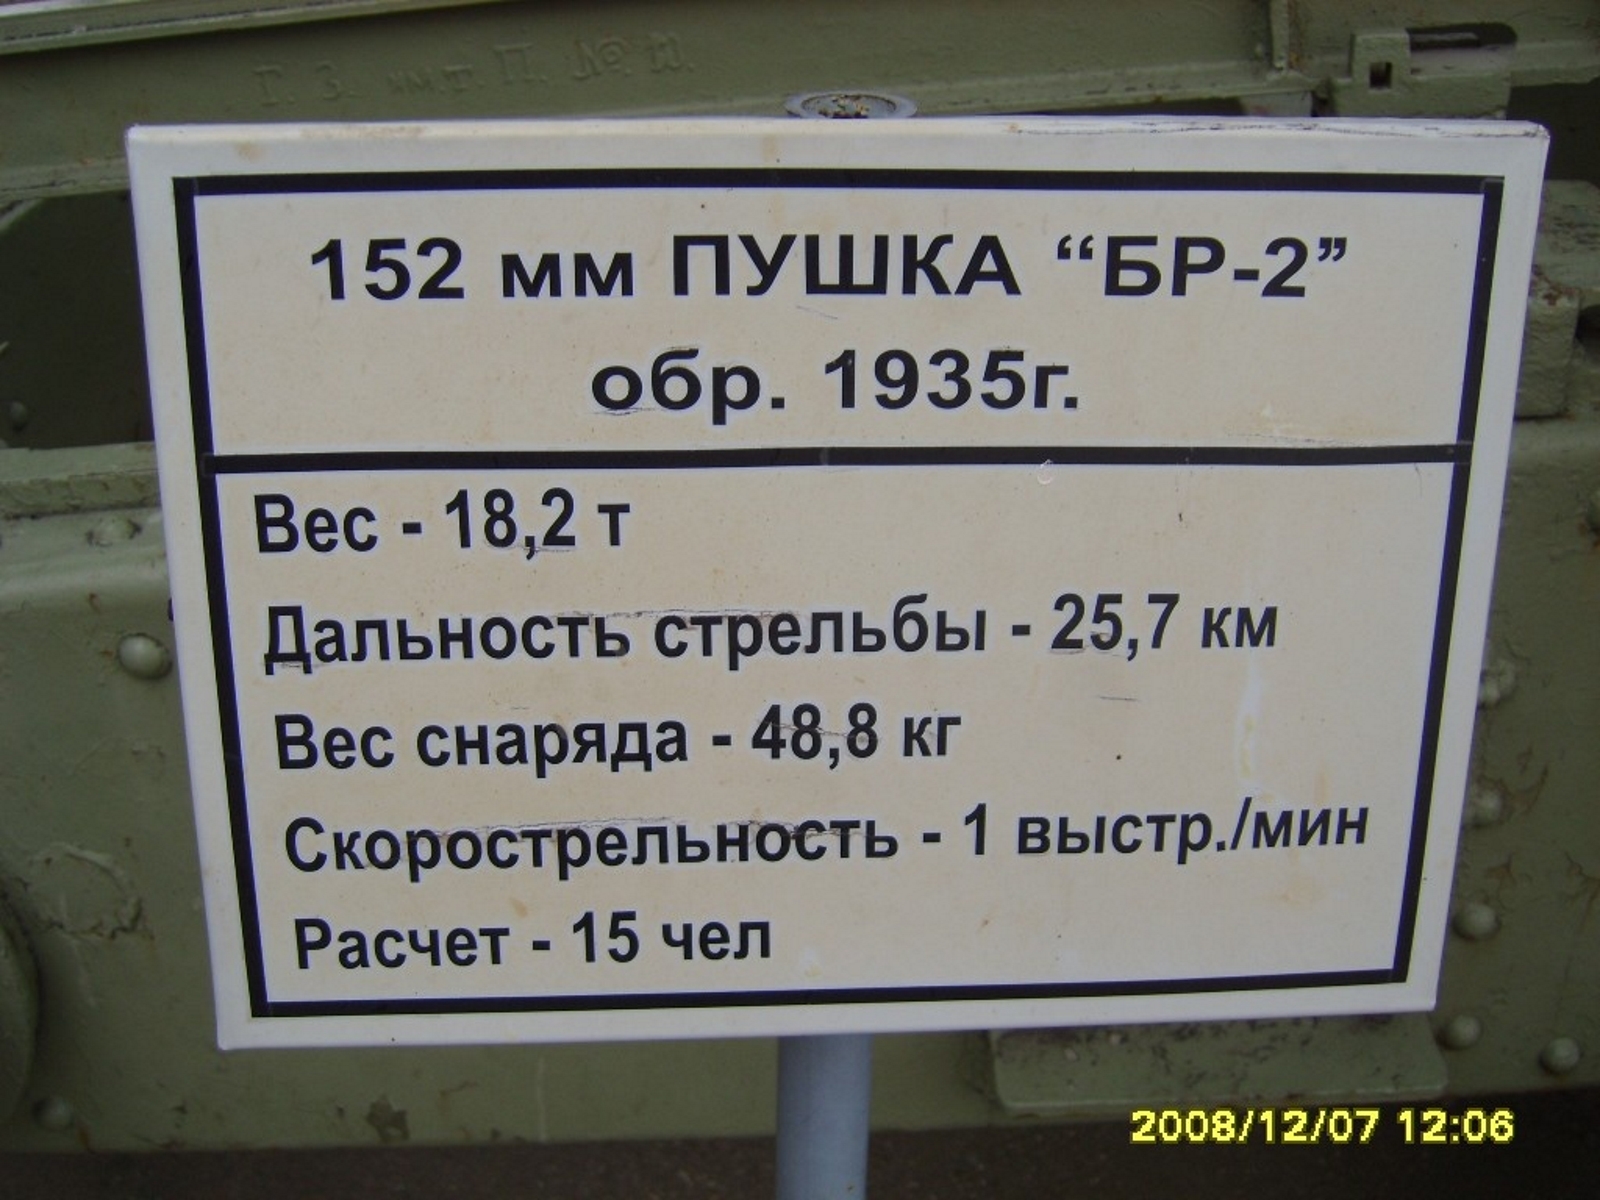 152 мм ПУШКА “БР-2”
обр. 1935г.
Вес - 18,2 т
Дальность стрельбы - 25,7 км
Вес снаряда - 48,8 кг
Скорострельность - 1 выстр./мин
Расчет - 15 чел
2008/12/07 12:06